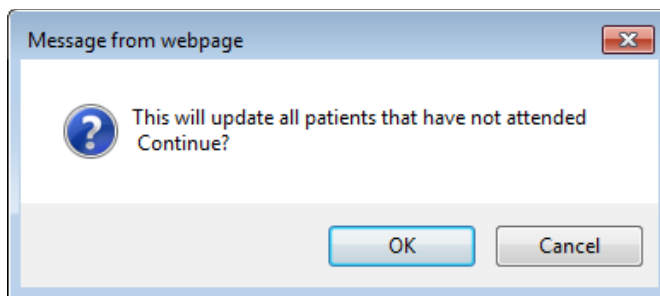 Message from webpage
This will update all patients that have not attended
Continue?
OK
Cancel